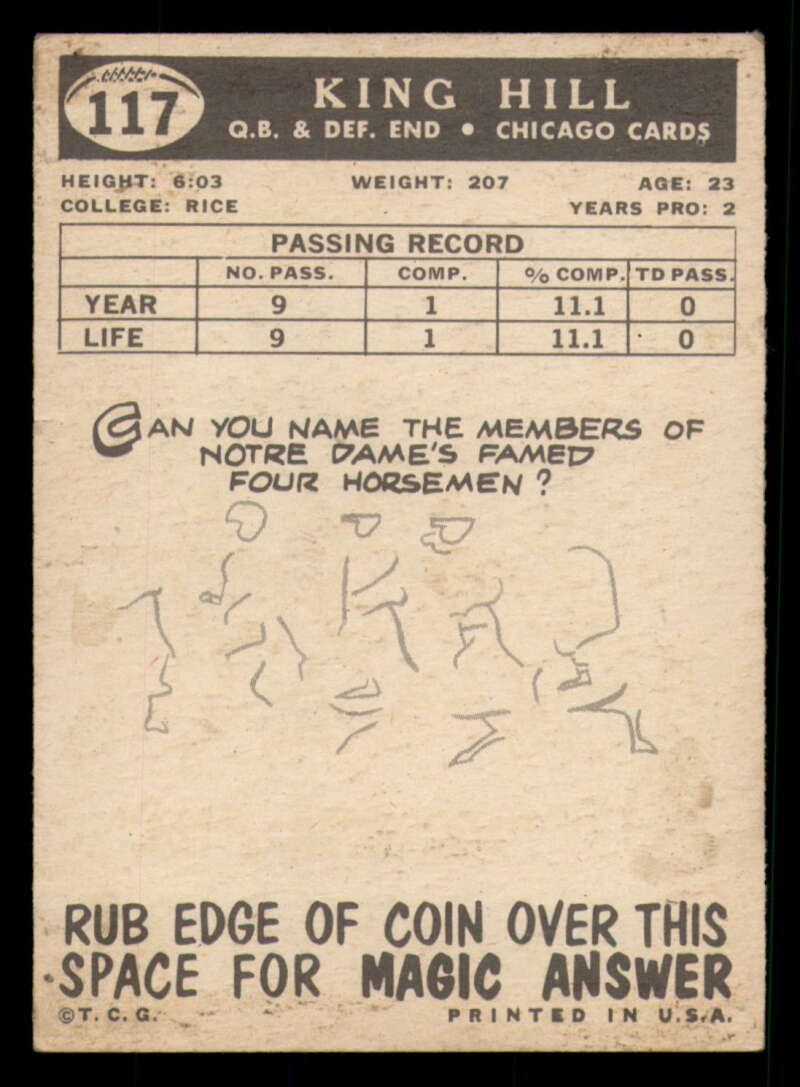 117
KING HILL
Q.B. & DEF. END • CHICAGO CARDS
HEIGHT: 6:03 WEIGHT: 207 AGE: 23
COLLEGE: RICE YEARS PRO: 2
PASSING RECORD
NO. PASS. COMP. % COMP. TD PASS.
YEAR 9 1 11.1 0
LIFE 9 1 11.1 0
CAN YOU NAME THE MEMBERS OF
NOTRE DAME'S FAMED
FOUR HORSEMEN?
RUB EDGE OF COIN OVER THIS
SPACE FOR MAGIC ANSWER
© T. C. G. PRINTED IN U.S.A.